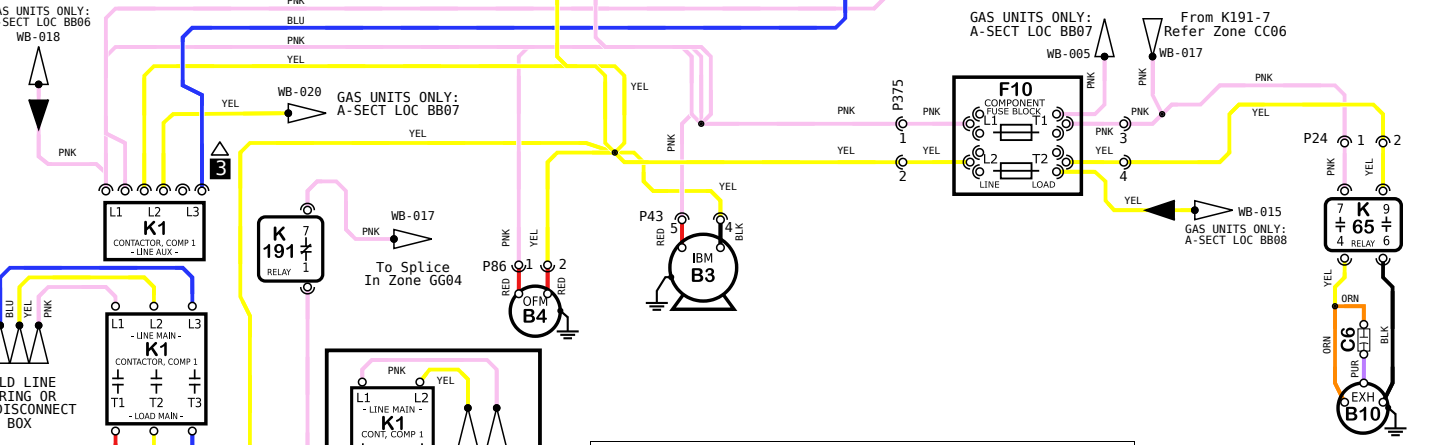 PNK
AS UNITS ONLY:
-SECT LOC BB06
WB-018
BLU
PNK
YEL
WB-020
GAS UNITS ONLY:
A-SECT LOC BB07
YEL
YEL
PNK
3
YEL
L1 L2 L3
K1
CONTACTOR, COMP 1
- LINE AUX -
K
191
7
1
RELAY
WB-017
PNK
To Splice
In Zone GG04
PNK
YEL
P86 1 2
RED
RED
OFM
B4
PNK
YEL
P43 5 4
RED
BLK
IBM
B3
GAS UNITS ONLY:
A-SECT LOC BB07
WB-005
From K191-7
Refer Zone CC06
WB-017
PNK
PNK
P375
PNK
PNK
1
YEL
YEL
2
F10
COMPONENT
FUSE BLOCK
L1 T1
L2 T2
LINE LOAD
PNK
3
YEL
4
PNK
YEL
YEL
WB-015
GAS UNITS ONLY:
A-SECT LOC BB08
P24 1 2
PNK
YEL
7 K 9
65
4 RELAY 6
YEL
ORN
ORN
C6
BLK
PUR
EXH
B10
BLU
YEL
PNK
L1 L2 L3
- LINE MAIN -
K1
CONTACTOR, COMP 1
T1 T2 T3
- LOAD MAIN -
LD LINE
RING OR
DISCONNECT
BOX
PNK
YEL
L1 L2
- LINE MAIN -
K1
CONT, COMP 1